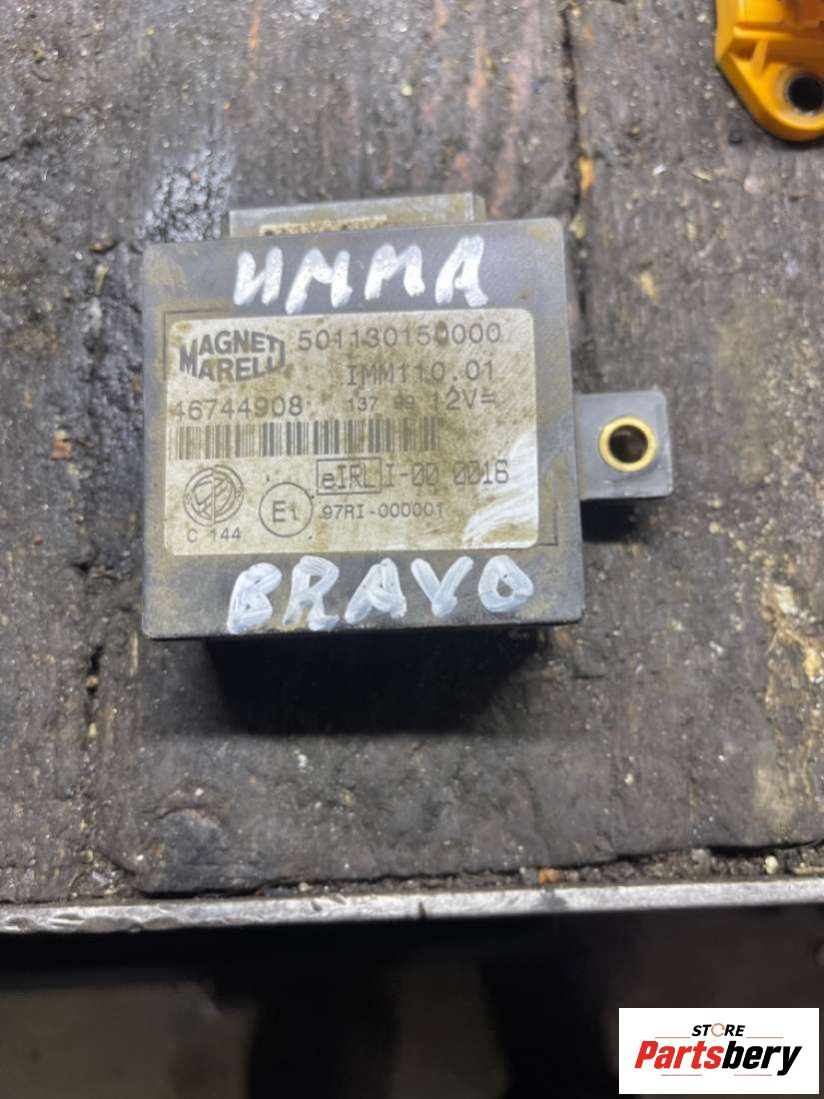 ИММА
MAGNETI MARELLI 501130150000
IMM110.01
46744908 137 99 12V=
eIRL I-00 0016
E1 97RI-000001
C 144
BRAVO
STORE
Partsbery